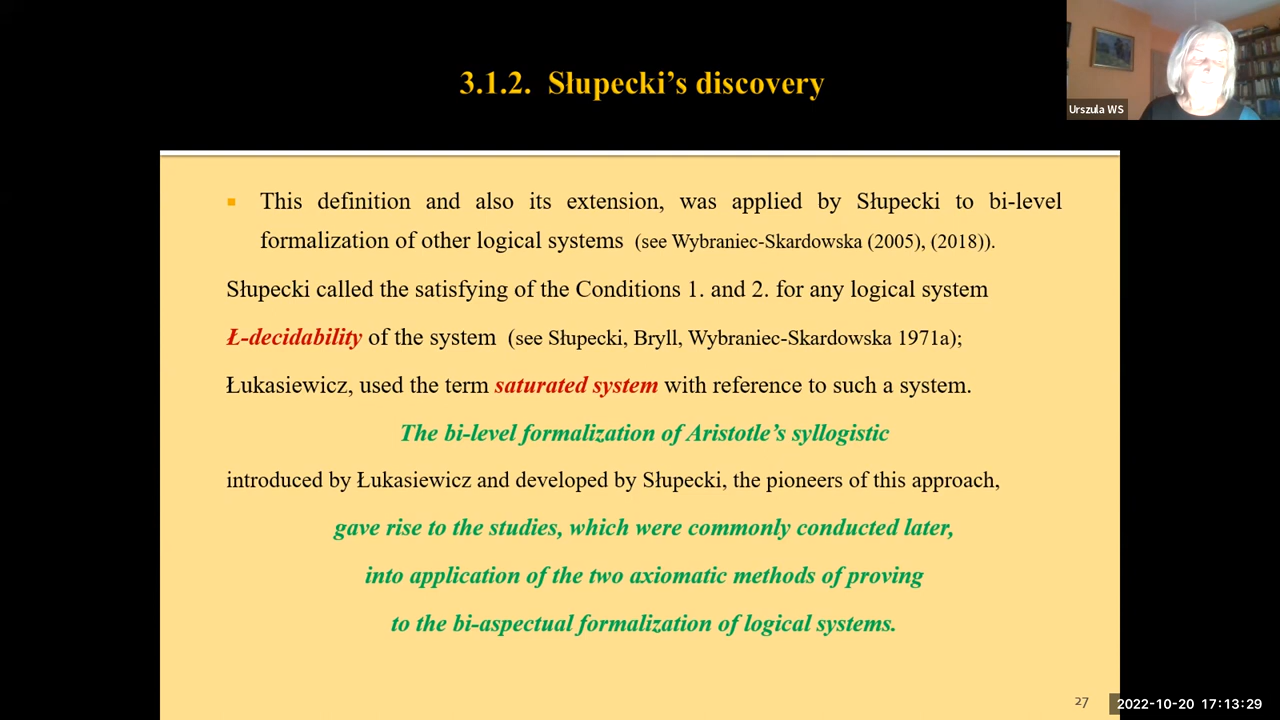 3.1.2. Słupecki's discovery
Urszula WS
This definition and also its extension, was applied by Słupecki to bi-level
formalization of other logical systems (see Wybraniec-Skardowska (2005), (2018)).
Słupecki called the satisfying of the Conditions 1. and 2. for any logical system
Ł-decidability of the system (see Słupecki, Bryll, Wybraniec-Skardowska 1971a);
Łukasiewicz, used the term saturated system with reference to such a system.
The bi-level formalization of Aristotle's syllogistic
introduced by Łukasiewicz and developed by Słupecki, the pioneers of this approach,
gave rise to the studies, which were commonly conducted later,
into application of the two axiomatic methods of proving
to the bi-aspectual formalization of logical systems.
27
2022-10-20 17:13:29